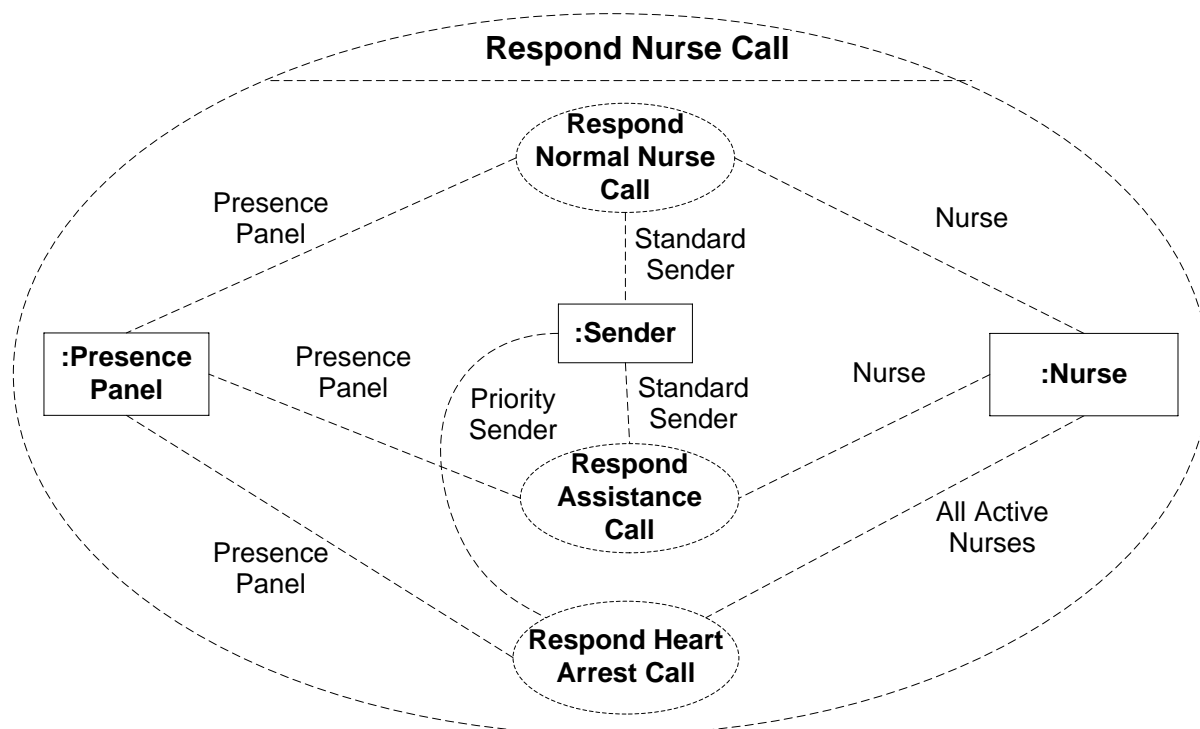 Respond Nurse Call
Respond
Normal Nurse
Call
Presence
Panel
Nurse
Standard
Sender
:Presence
Panel
:Sender
:Nurse
Presence
Panel
Priority
Sender
Standard
Sender
Nurse
Respond
Assistance
Call
Presence
Panel
All Active
Nurses
Respond Heart
Arrest Call